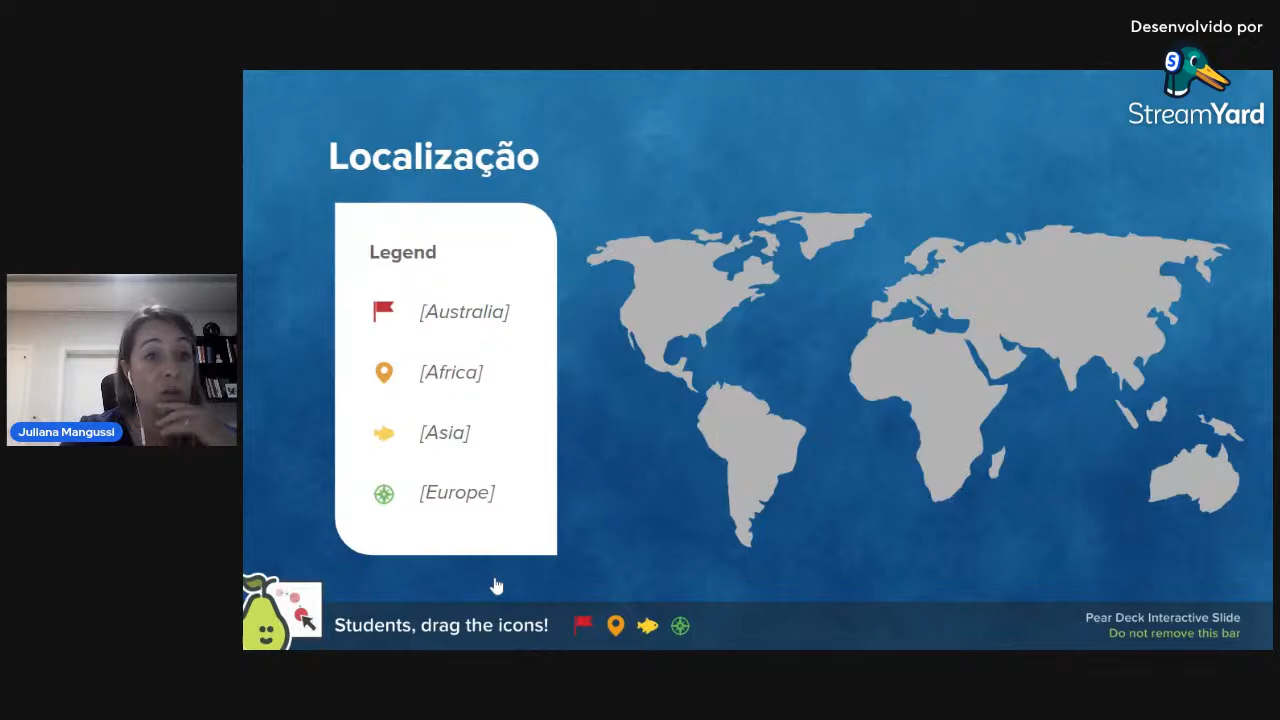 Desenvolvido por
S
StreamYard
Localização
Legend
[Australia]
[Africa]
[Asia]
[Europe]
Juliana Mangussi
Students, drag the icons!
Pear Deck Interactive Slide
Do not remove this bar